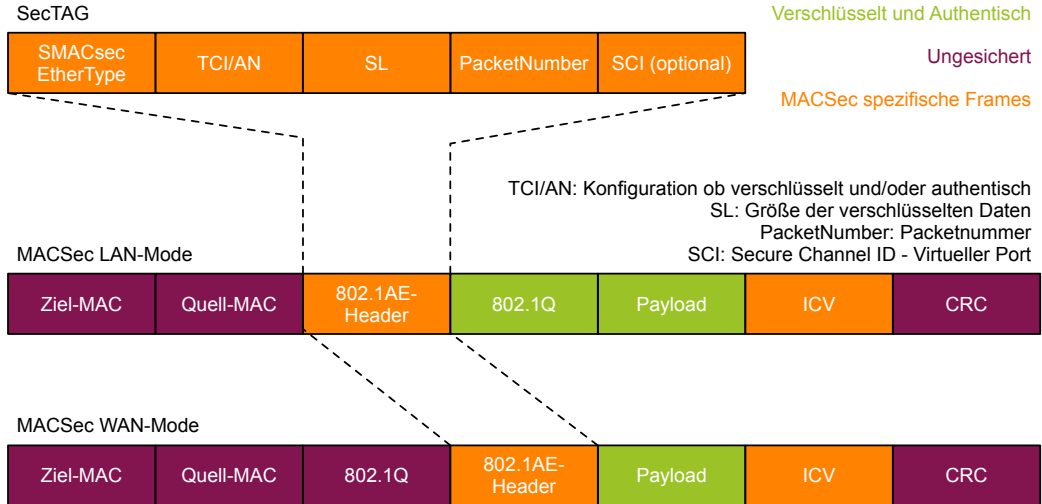 SecTAG
Verschlüsselt und Authentisch
Ungesichert
MACSec spezifische Frames
SMACsec
EtherType
TCI/AN
SL
PacketNumber
SCI (optional)
TCI/AN: Konfiguration ob verschlüsselt und/oder authentisch
SL: Größe der verschlüsselten Daten
PacketNumber: Packetnummer
SCI: Secure Channel ID - Virtueller Port
MACSec LAN-Mode
Ziel-MAC
Quell-MAC
802.1AE-
Header
802.1Q
Payload
ICV
CRC
MACSec WAN-Mode
Ziel-MAC
Quell-MAC
802.1Q
802.1AE-
Header
Payload
ICV
CRC